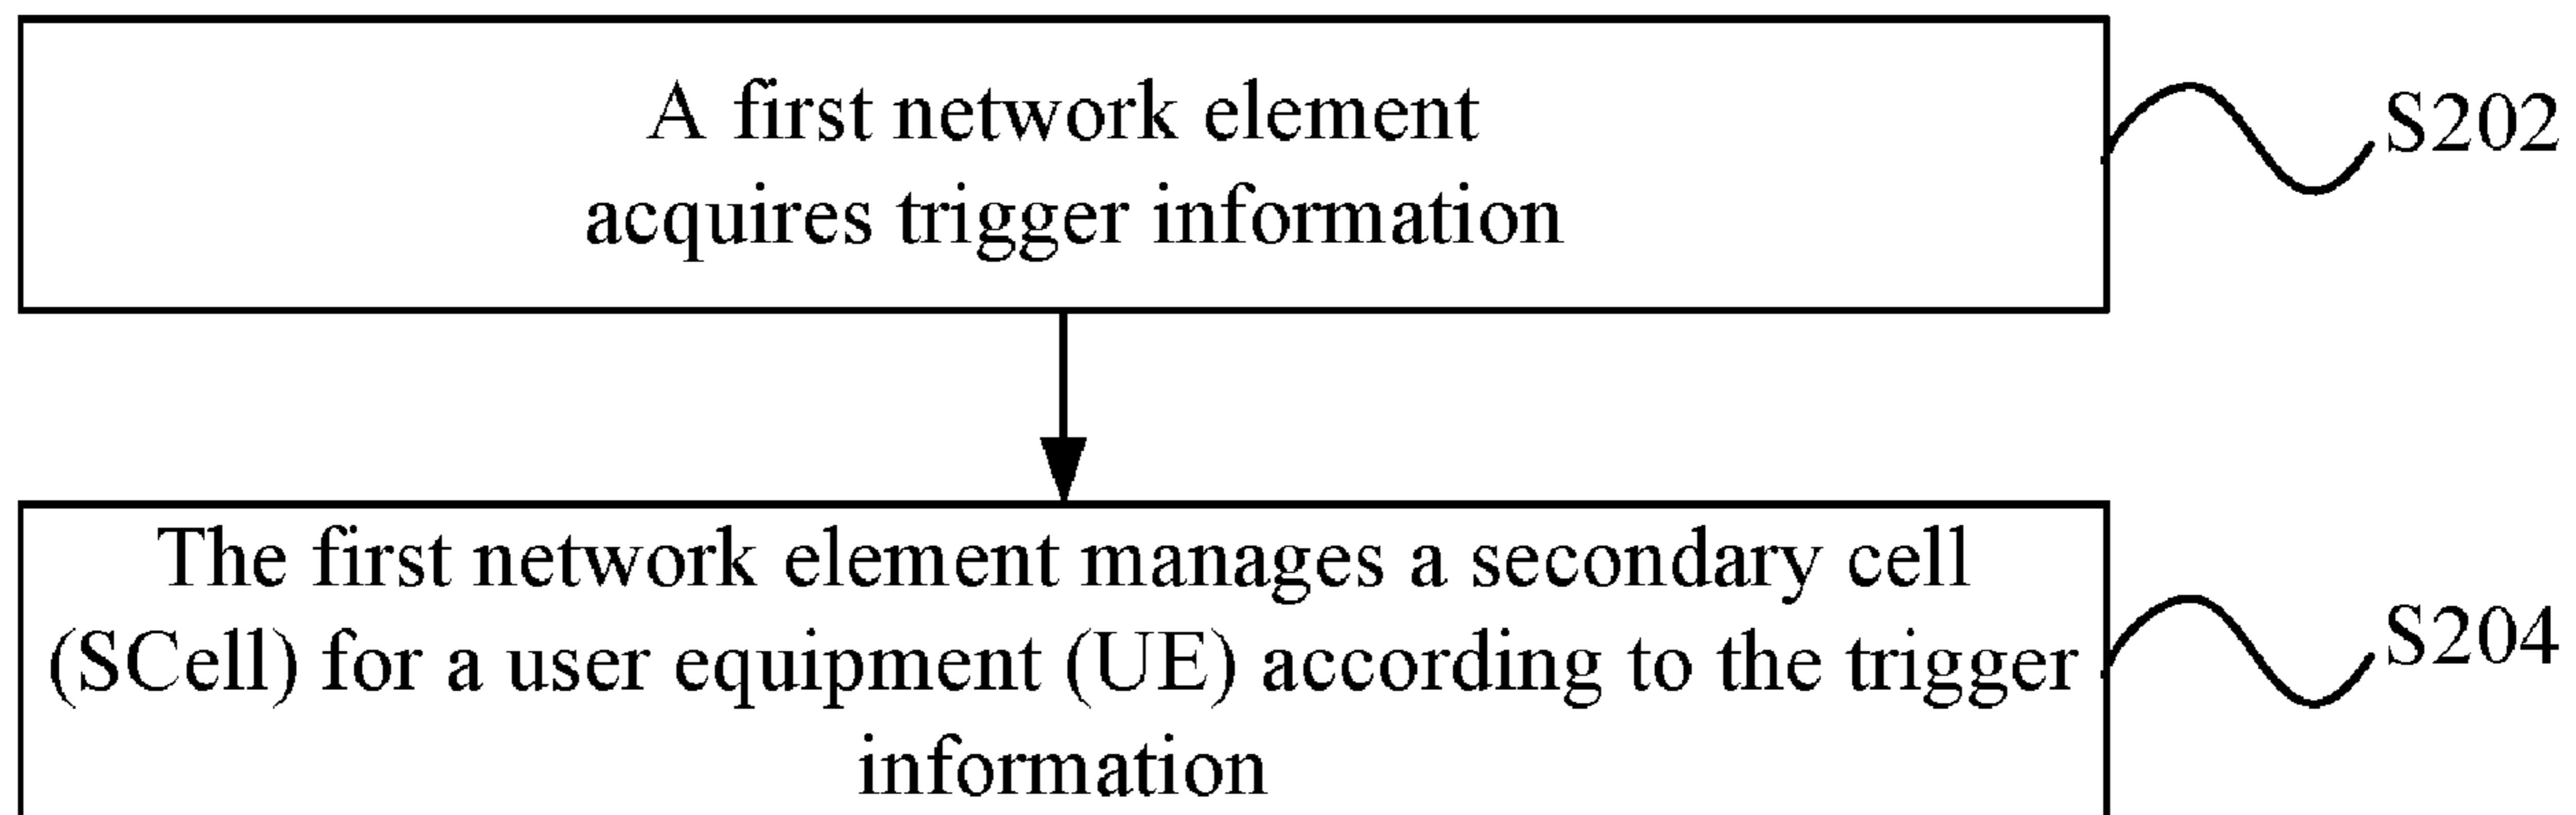 A first network element
acquires trigger information
S202
The first network element manages a secondary cell
(SCell) for a user equipment (UE) according to the trigger
information
S204